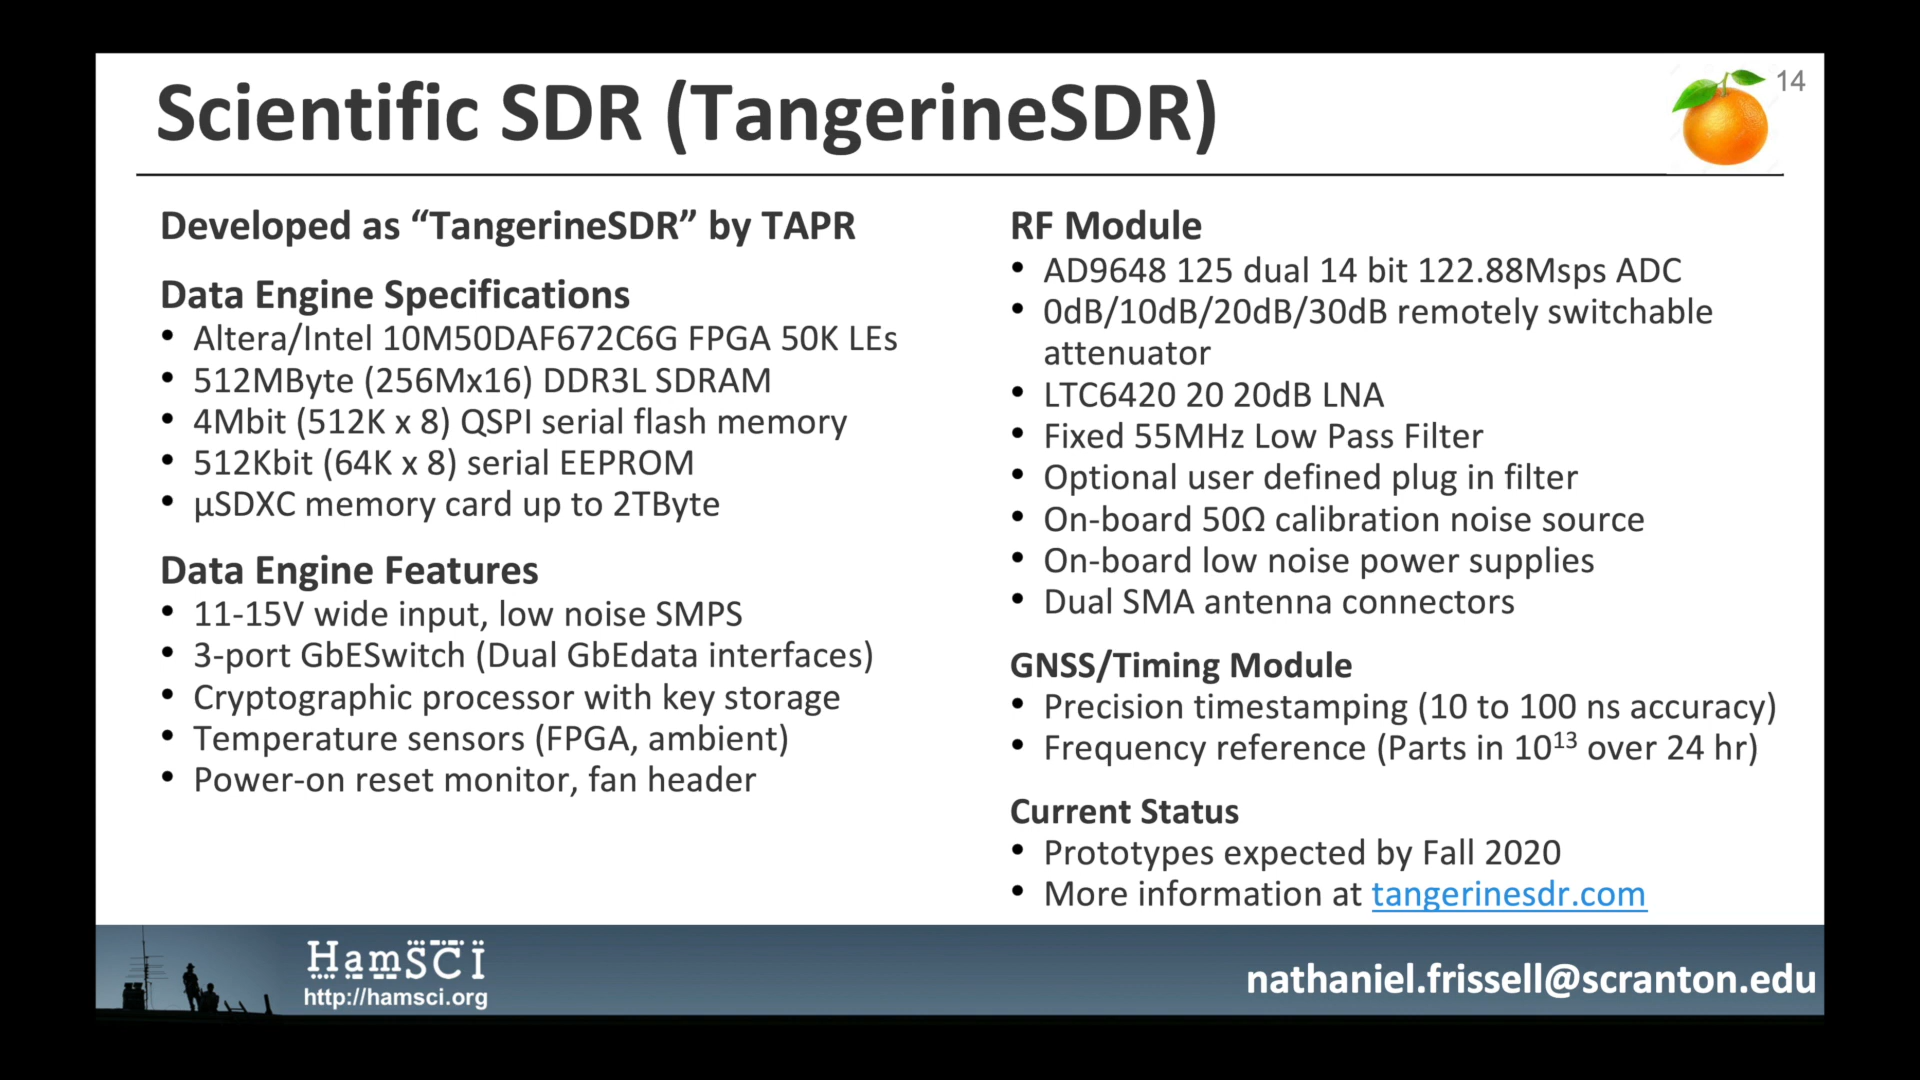 Scientific SDR (TangerineSDR)
14
Developed as “TangerineSDR” by TAPR
Data Engine Specifications
• Altera/Intel 10M50DAF672C6G FPGA 50K LEs
• 512MByte (256Mx16) DDR3L SDRAM
• 4Mbit (512K x 8) QSPI serial flash memory
• 512Kbit (64K x 8) serial EEPROM
• µSDXC memory card up to 2TByte
Data Engine Features
• 11-15V wide input, low noise SMPS
• 3-port GbESwitch (Dual GbEdata interfaces)
• Cryptographic processor with key storage
• Temperature sensors (FPGA, ambient)
• Power-on reset monitor, fan header
RF Module
• AD9648 125 dual 14 bit 122.88Msps ADC
• 0dB/10dB/20dB/30dB remotely switchable
attenuator
• LTC6420 20 20dB LNA
• Fixed 55MHz Low Pass Filter
• Optional user defined plug in filter
• On-board 50Ω calibration noise source
• On-board low noise power supplies
• Dual SMA antenna connectors
GNSS/Timing Module
• Precision timestamping (10 to 100 ns accuracy)
• Frequency reference (Parts in 10¹³ over 24 hr)
Current Status
• Prototypes expected by Fall 2020
• More information at tangerinesdr.com
HamSCI
http://hamsci.org
nathaniel.frissell@scranton.edu